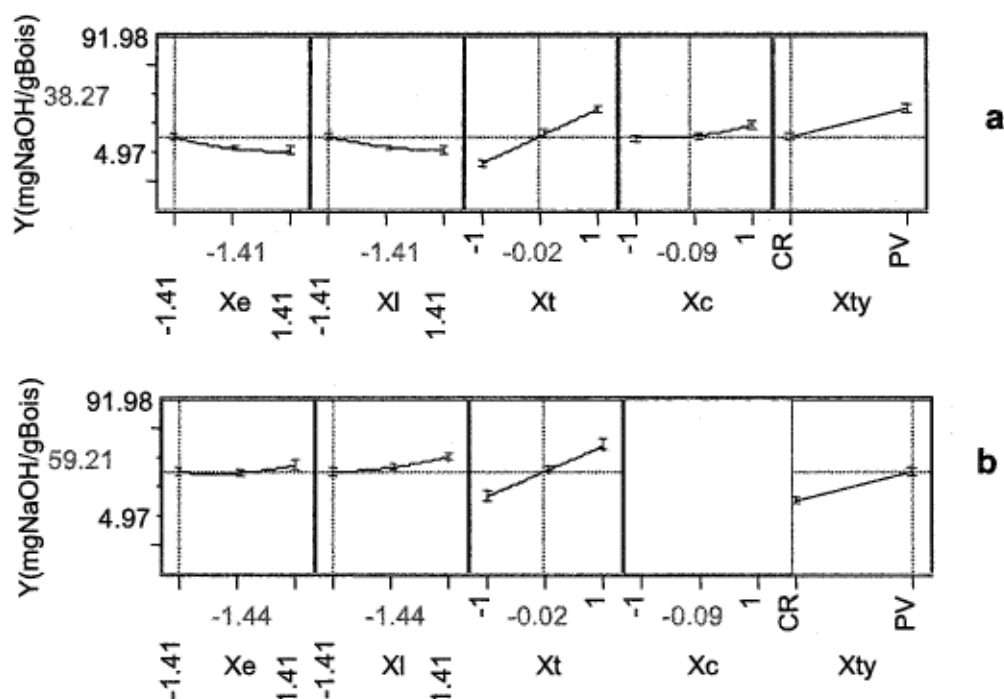 91.98
38.27
4.97
Y(mgNaOH/gBois)
a
-1.41 -1.41 1.41
Xe
-1.41 -1.41 1.41
Xl
-1 -0.02 1
Xt
-1 -0.09 1
Xc
CR PV
Xty
91.98
59.21
4.97
Y(mgNaOH/gBois)
b
-1.41 -1.44 1.41
Xe
-1.41 -1.44 1.41
Xl
-1 -0.02 1
Xt
-1 -0.09 1
Xc
CR PV
Xty